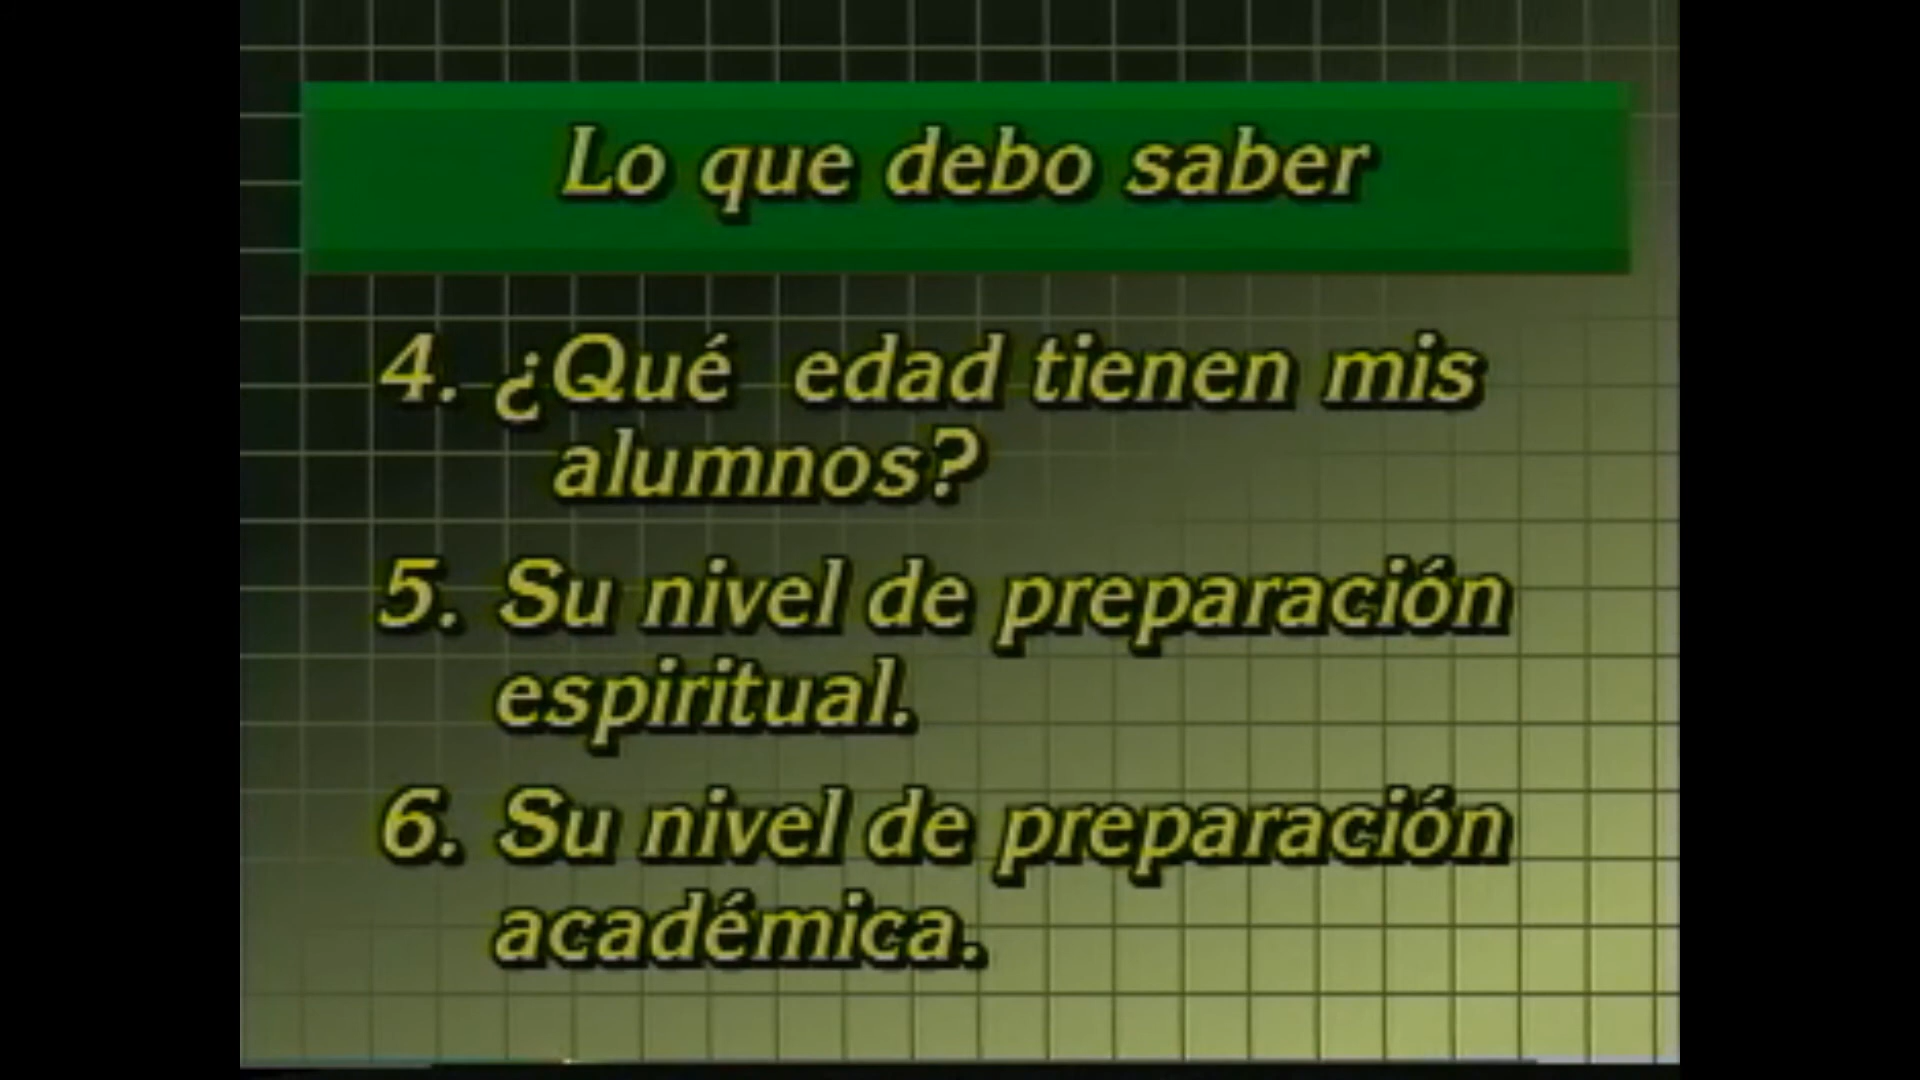 Lo que debo saber
4. ¿Qué edad tienen mis
alumnos?
5. Su nivel de preparación
espiritual.
6. Su nivel de preparación
académica.